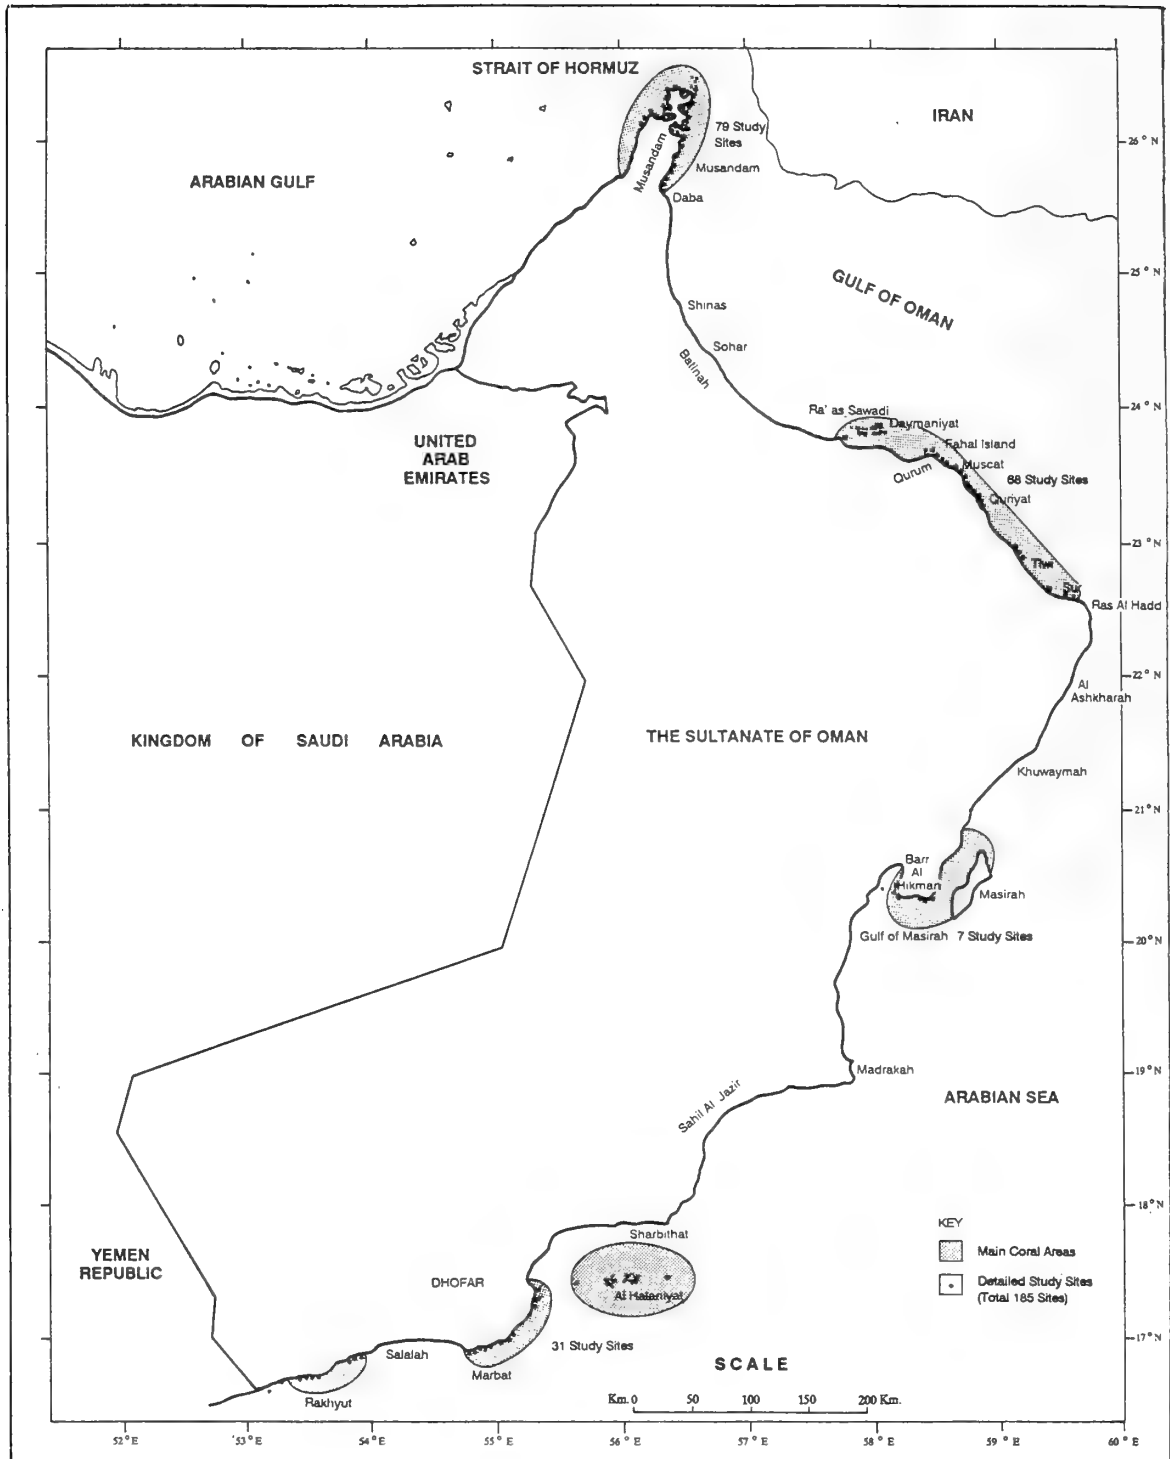 STRAIT OF HORMUZ
IRAN
79 Study
Sites
26° N
Musandam
Musandam
ARABIAN GULF
Daba
25° N
GULF OF OMAN
Shinas
Sohar
Batinah
24° N
Ra' as Sawadi
Daymaniyat
UNITED
ARAB
EMIRATES
Fahal Island
Muscat
Qurum
68 Study Sites
Quriyat
23° N
Tiwi
Sur
Ras Al Hadd
22° N
Al
Ashkharah
KINGDOM OF SAUDI ARABIA
THE SULTANATE OF OMAN
Khuwaymah
21° N
Barr
Al
Hikman
Masirah
Gulf of Masirah 7 Study Sites
20° N
Madrakah
19° N
Sahil Al Jazir
ARABIAN SEA
18° N
KEY
Sharbithat
YEMEN
REPUBLIC
Main Coral Areas
DHOFAR
Detailed Study Sites
(Total 185 Sites)
Al Halaniyat
17° N
31 Study Sites
Salalah
Marbat
SCALE
Rakhyut
Km. 0 50 100 150 200 Km.
52° E 53° E 54° E 55° E 56° E 57° E 58° E 59° E 60° E